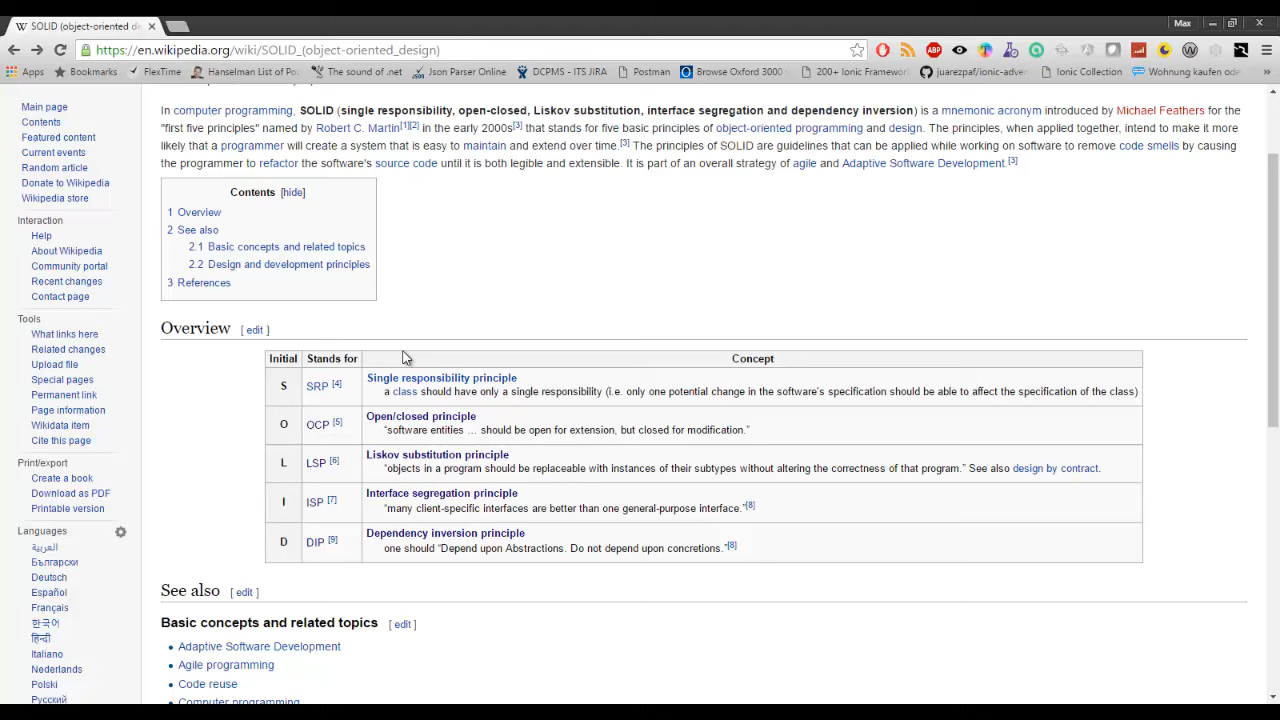 SOLID (object-oriented de
Max
https://en.wikipedia.org/wiki/SOLID_(object-oriented_design)
Apps Bookmarks FlexTime Hanselman List of Po The sound of .net Json Parser Online DCPMS - ITS JIRA Postman Browse Oxford 3000 200+ Ionic Framework juarezpaf/ionic-adve Ionic Collection Wohnung kaufen ode »
Main page
Contents
Featured content
Current events
Random article
Donate to Wikipedia
Wikipedia store
Interaction
Help
About Wikipedia
Community portal
Recent changes
Contact page
Tools
What links here
Related changes
Upload file
Special pages
Permanent link
Page information
Wikidata item
Cite this page
Print/export
Create a book
Download as PDF
Printable version
Languages
العربية
Български
Deutsch
Español
Français
한국어
हिन्दी
Italiano
Nederlands
Polski
Русский
In computer programming, SOLID (single responsibility, open-closed, Liskov substitution, interface segregation and dependency inversion) is a mnemonic acronym introduced by Michael Feathers for the
"first five principles" named by Robert C. Martin[1][2] in the early 2000s[3] that stands for five basic principles of object-oriented programming and design. The principles, when applied together, intend to make it more
likely that a programmer will create a system that is easy to maintain and extend over time.[3] The principles of SOLID are guidelines that can be applied while working on software to remove code smells by causing
the programmer to refactor the software's source code until it is both legible and extensible. It is part of an overall strategy of agile and Adaptive Software Development.[3]
Contents [hide]
1 Overview
2 See also
2.1 Basic concepts and related topics
2.2 Design and development principles
3 References
Overview [ edit ]
Initial Stands for Concept
S SRP [4] Single responsibility principle
a class should have only a single responsibility (i.e. only one potential change in the software's specification should be able to affect the specification of the class)
O OCP [5] Open/closed principle
“software entities … should be open for extension, but closed for modification.”
L LSP [6] Liskov substitution principle
“objects in a program should be replaceable with instances of their subtypes without altering the correctness of that program.” See also design by contract.
I ISP [7] Interface segregation principle
“many client-specific interfaces are better than one general-purpose interface.”[8]
D DIP [9] Dependency inversion principle
one should “Depend upon Abstractions. Do not depend upon concretions.”[8]
See also [ edit ]
Basic concepts and related topics [ edit ]
• Adaptive Software Development
• Agile programming
• Code reuse
• Computer programming